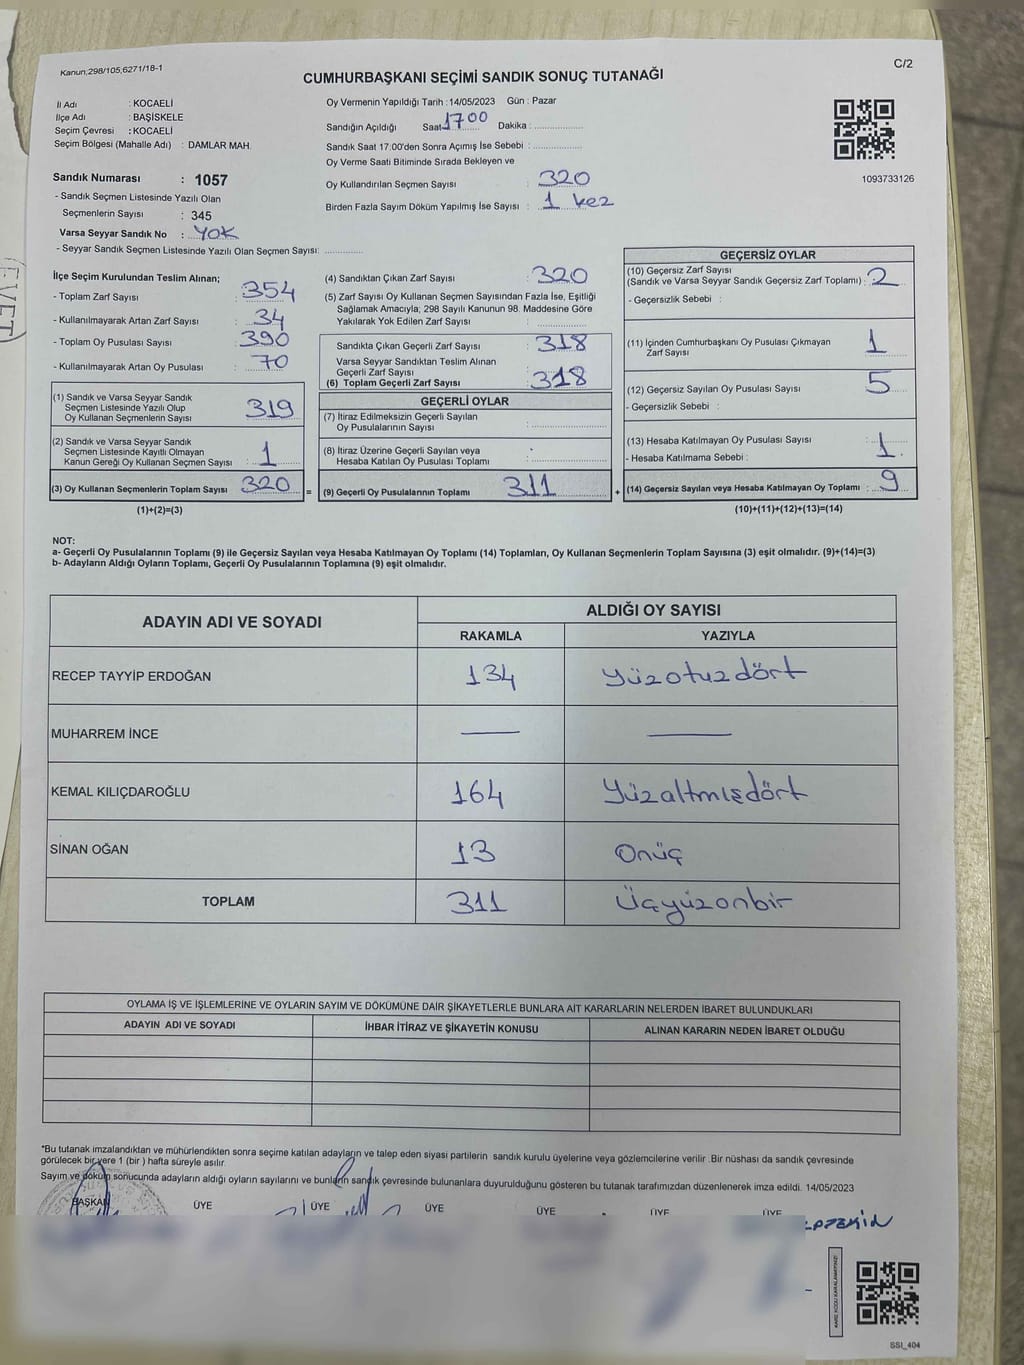 Kanun;298/105;6271/18-1
C/2
CUMHURBAŞKANI SEÇİMİ SANDIK SONUÇ TUTANAĞI
İl Adı : KOCAELİ
İlçe Adı : BAŞİSKELE
Seçim Çevresi : KOCAELİ
Seçim Bölgesi (Mahalle Adı) : DAMLAR MAH.
Sandık Numarası : 1057
- Sandık Seçmen Listesinde Yazılı Olan
Seçmenlerin Sayısı : 345
Varsa Seyyar Sandık No : YOK
- Seyyar Sandık Seçmen Listesinde Yazılı Olan Seçmen Sayısı: ..............
Oy Vermenin Yapıldığı Tarih : 14/05/2023 Gün : Pazar
Sandığın Açıldığı Saat 1700 Dakika : ..............
Sandık Saat 17:00'den Sonra Açımış İse Sebebi : ..............
Oy Verme Saati Bitiminde Sırada Bekleyen ve
Oy Kullandırılan Seçmen Sayısı : 320
Birden Fazla Sayım Döküm Yapılmış İse Sayısı : 1 kez
1093733126
İlçe Seçim Kurulundan Teslim Alınan;
- Toplam Zarf Sayısı : 354
- Kullanılmayarak Artan Zarf Sayısı : 34
- Toplam Oy Pusulası Sayısı : 390
- Kullanılmayarak Artan Oy Pusulası : 70
(1) Sandık ve Varsa Seyyar Sandık
Seçmen Listesinde Yazılı Olup
Oy Kullanan Seçmenlerin Sayısı : 319
(2) Sandık ve Varsa Seyyar Sandık
Seçmen Listesinde Kayıtlı Olmayan
Kanun Gereği Oy Kullanan Seçmen Sayısı : 1
(3) Oy Kullanan Seçmenlerin Toplam Sayısı : 320
(1)+(2)=(3)
(4) Sandıktan Çıkan Zarf Sayısı : 320
(5) Zarf Sayısı Oy Kullanan Seçmen Sayısından Fazla İse, Eşitliği
Sağlamak Amacıyla; 298 Sayılı Kanunun 98. Maddesine Göre
Yakılarak Yok Edilen Zarf Sayısı : ..............
Sandıkta Çıkan Geçerli Zarf Sayısı : 318
Varsa Seyyar Sandıktan Teslim Alınan
Geçerli Zarf Sayısı : ..............
(6) Toplam Geçerli Zarf Sayısı : 318
GEÇERLİ OYLAR
(7) İtiraz Edilmeksizin Geçerli Sayılan
Oy Pusulalarının Sayısı : ..............
(8) İtiraz Üzerine Geçerli Sayılan veya
Hesaba Katılan Oy Pusulası Toplamı : ..............
= (9) Geçerli Oy Pusulalarının Toplamı : 311
GEÇERSİZ OYLAR
(10) Geçersiz Zarf Sayısı
(Sandık ve Varsa Seyyar Sandık Geçersiz Zarf Toplamı) : 2
- Geçersizlik Sebebi :
(11) İçinden Cumhurbaşkanı Oy Pusulası Çıkmayan
Zarf Sayısı : 1
(12) Geçersiz Sayılan Oy Pusulası Sayısı : 5
- Geçersizlik Sebebi :
(13) Hesaba Katılmayan Oy Pusulası Sayısı : 1
- Hesaba Katılmama Sebebi :
+ (14) Geçersiz Sayılan veya Hesaba Katılmayan Oy Toplamı : 9
(10)+(11)+(12)+(13)=(14)
NOT:
a- Geçerli Oy Pusulalarının Toplamı (9) ile Geçersiz Sayılan veya Hesaba Katılmayan Oy Toplamı (14) Toplamları, Oy Kullanan Seçmenlerin Toplam Sayısına (3) eşit olmalıdır. (9)+(14)=(3)
b- Adayların Aldığı Oyların Toplamı, Geçerli Oy Pusulalarının Toplamına (9) eşit olmalıdır.
ADAYIN ADI VE SOYADI ALDIĞI OY SAYISI
RAKAMLA YAZIYLA
RECEP TAYYİP ERDOĞAN 134 Yüzotuzdört
MUHARREM İNCE — —
KEMAL KILIÇDAROĞLU 164 Yüzaltmışdört
SİNAN OĞAN 13 Onüç
TOPLAM 311 Üçyüzonbir
OYLAMA İŞ VE İŞLEMLERİNE VE OYLARIN SAYIM VE DÖKÜMÜNE DAİR ŞİKAYETLERLE BUNLARA AİT KARARLARIN NELERDEN İBARET BULUNDUKLARI
ADAYIN ADI VE SOYADI İHBAR İTİRAZ VE ŞİKAYETİN KONUSU ALINAN KARARIN NEDEN İBARET OLDUĞU
*Bu tutanak imzalandıktan ve mühürlendikten sonra seçime katılan adayların ve talep eden siyasi partilerin sandık kurulu üyelerine veya gözlemcilerine verilir .Bir nüshası da sandık çevresinde
görülecek bir yere 1 (bir ) hafta süreyle asılır.
Sayım ve döküm sonucunda adayların aldığı oyların sayılarını ve bunların sandık çevresinde bulunanlara duyurulduğunu gösteren bu tutanak tarafımızdan düzenlenerek imza edildi. 14/05/2023
BAŞKAN ÜYE ÜYE ÜYE ÜYE ÜYE ÜYE
SSI_404
EVET